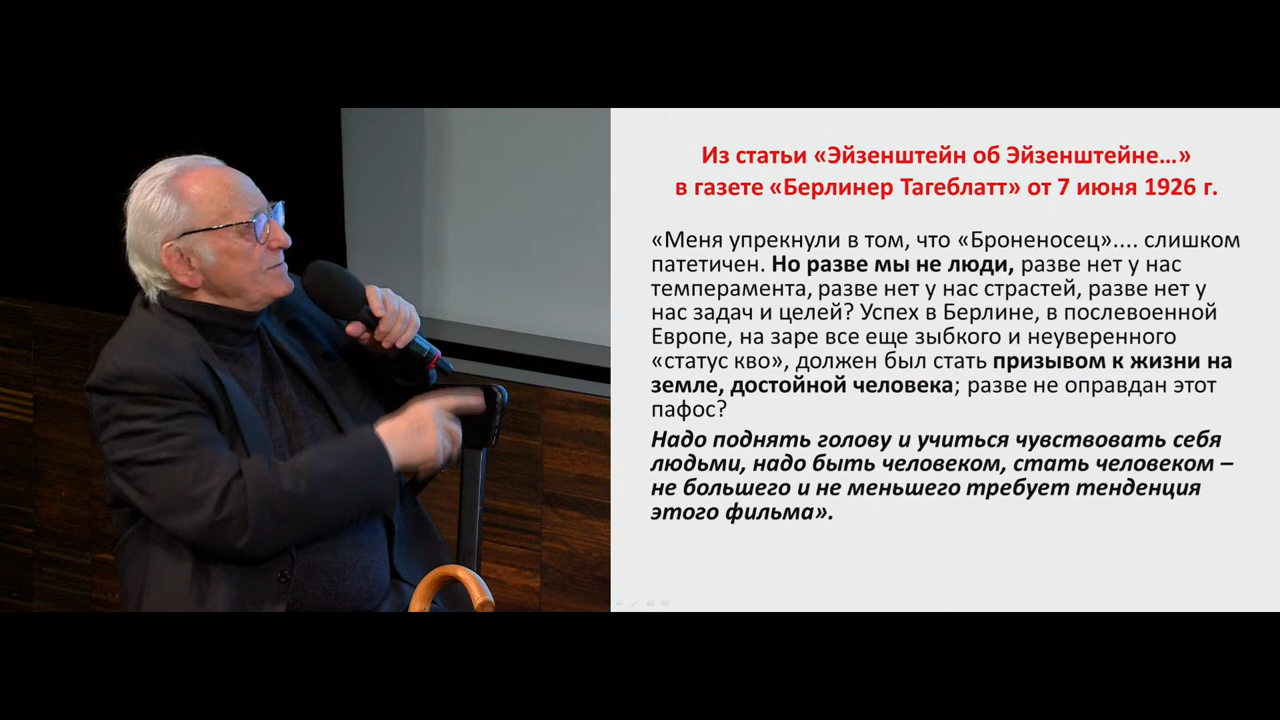 Из статьи «Эйзенштейн об Эйзенштейне…»
в газете «Берлинер Тагеблатт» от 7 июня 1926 г.
«Меня упрекнули в том, что «Броненосец»…. слишком
патетичен. Но разве мы не люди, разве нет у нас
темперамента, разве нет у нас страстей, разве нет у
нас задач и целей? Успех в Берлине, в послевоенной
Европе, на заре все еще зыбкого и неуверенного
«статус кво», должен был стать призывом к жизни на
земле, достойной человека; разве не оправдан этот
пафос?
Надо поднять голову и учиться чувствовать себя
людьми, надо быть человеком, стать человеком –
не большего и не меньшего требует тенденция
этого фильма».